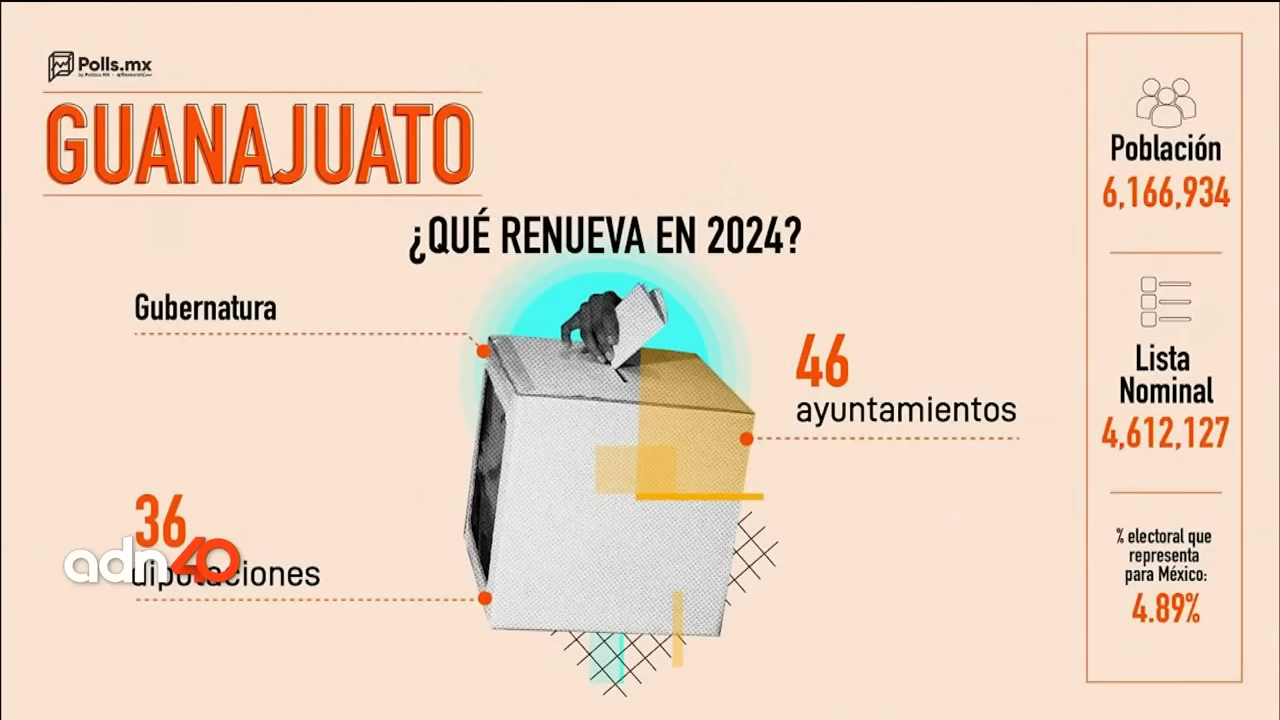 Polls.mx
GUANAJUATO
¿QUÉ RENUEVA EN 2024?
Gubernatura
46
ayuntamientos
36
diputaciones
adn40
Población
6,166,934
Lista
Nominal
4,612,127
% electoral que
representa
para México:
4.89%